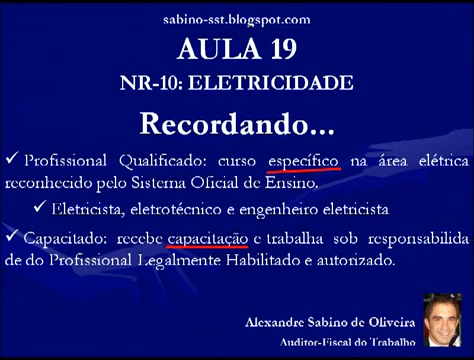 sabino-sst.blogspot.com
AULA 19
NR-10: ELETRICIDADE
Recordando...
✓ Profissional Qualificado: curso específico na área elétrica
reconhecido pelo Sistema Oficial de Ensino.
✓ Eletricista, eletrotécnico e engenheiro eletricista
✓ Capacitado: recebe capacitação e trabalha sob responsabilida
de do Profissional Legalmente Habilitado e autorizado.
Alexandre Sabino de Oliveira
Auditor-Fiscal do Trabalho